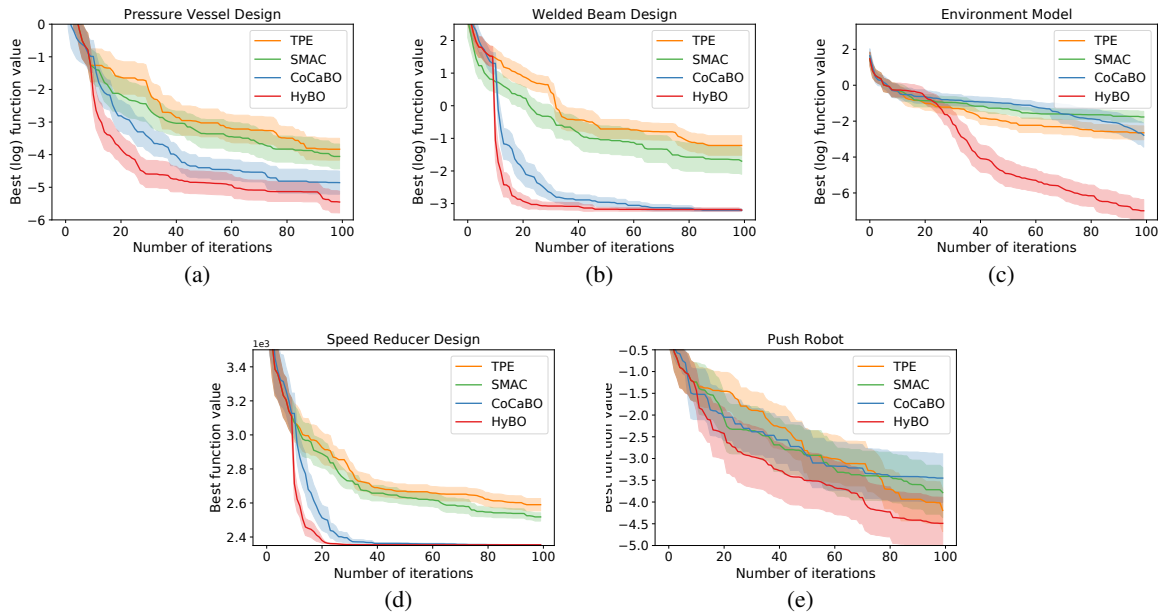 Pressure Vessel Design
Best (log) function value
0
−1
−2
−3
−4
−5
−6
TPE
SMAC
CoCaBO
HyBO
0 20 40 60 80 100
Number of iterations
(a)
Welded Beam Design
Best (log) function value
2
1
0
−1
−2
−3
TPE
SMAC
CoCaBO
HyBO
0 20 40 60 80 100
Number of iterations
(b)
Environment Model
Best (log) function value
2
0
−2
−4
−6
TPE
SMAC
CoCaBO
HyBO
0 20 40 60 80 100
Number of iterations
(c)
Speed Reducer Design
1e3
Best function value
3.4
3.2
3.0
2.8
2.6
2.4
TPE
SMAC
CoCaBO
HyBO
0 20 40 60 80 100
Number of iterations
(d)
Push Robot
Best function value
−0.5
−1.0
−1.5
−2.0
−2.5
−3.0
−3.5
−4.0
−4.5
−5.0
TPE
SMAC
CoCaBO
HyBO
0 20 40 60 80 100
Number of iterations
(e)